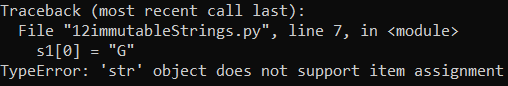 Traceback (most recent call last):
  File "12immutableStrings.py", line 7, in <module>
    s1[0] = "G"
TypeError: 'str' object does not support item assignment